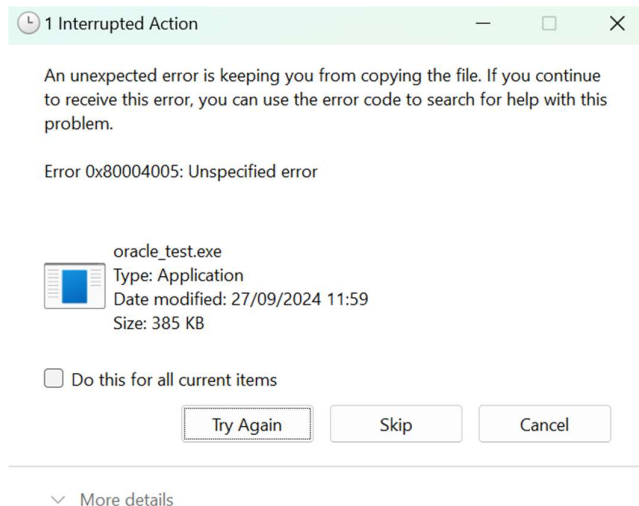 1 Interrupted Action
An unexpected error is keeping you from copying the file. If you continue
to receive this error, you can use the error code to search for help with this
problem.
Error 0x80004005: Unspecified error
oracle_test.exe
Type: Application
Date modified: 27/09/2024 11:59
Size: 385 KB
Do this for all current items
Try Again Skip Cancel
More details